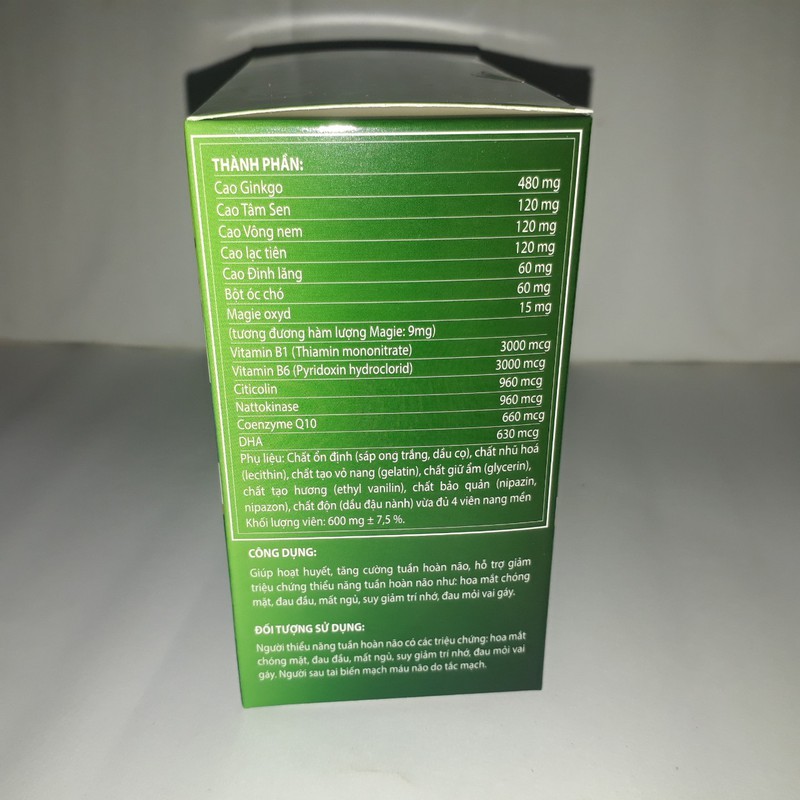 THÀNH PHẦN:
Cao Ginkgo 480 mg
Cao Tâm Sen 120 mg
Cao Vông nem 120 mg
Cao lạc tiên 120 mg
Cao Đinh lăng 60 mg
Bột óc chó 60 mg
Magie oxyd 15 mg
(tương đương hàm lượng Magie: 9mg)
Vitamin B1 (Thiamin mononitrate) 3000 mcg
Vitamin B6 (Pyridoxin hydroclorid) 3000 mcg
Citicolin 960 mcg
Nattokinase 960 mcg
Coenzyme Q10 660 mcg
DHA 630 mcg
Phụ liệu: Chất ổn định (sáp ong trắng, dầu cọ), chất nhủ hoá
(lecithin), chất tạo vỏ nang (gelatin), chất giữ ẩm (glycerin),
chất tạo hương (ethyl vanilin), chất bảo quản (nipazin,
nipazon), chất độn (dầu đậu nành) vừa đủ 4 viên nang mền
Khối lượng viên: 600 mg ± 7,5 %.
CÔNG DỤNG:
Giúp hoạt huyết, tăng cường tuần hoàn não, hỗ trợ giảm
triệu chứng thiểu năng tuần hoàn não như: hoa mắt chóng
mặt, đau đầu, mất ngủ, suy giảm trí nhớ, đau mỏi vai gáy.
ĐỐI TƯỢNG SỬ DỤNG:
Người thiểu năng tuần hoàn não có các triệu chứng: hoa mắt
chóng mặt, đau đầu, mất ngủ, suy giảm trí nhớ, đau mỏi vai
gáy. Người sau tai biến mạch máu não do tắc mạch.